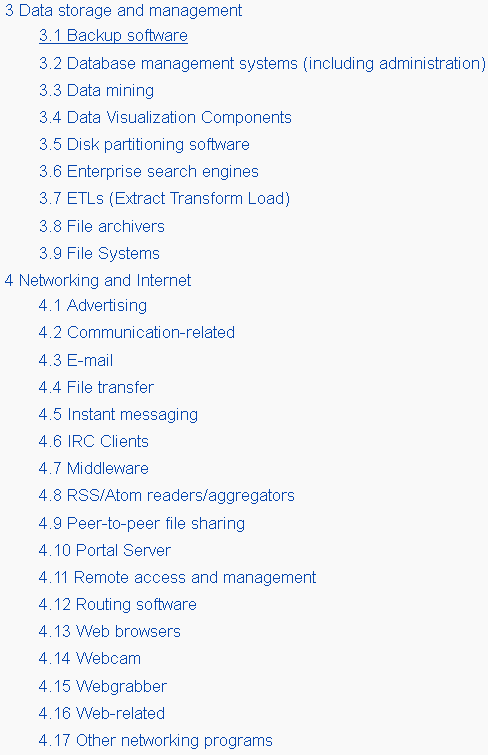 3 Data storage and management
3.1 Backup software
3.2 Database management systems (including administration)
3.3 Data mining
3.4 Data Visualization Components
3.5 Disk partitioning software
3.6 Enterprise search engines
3.7 ETLs (Extract Transform Load)
3.8 File archivers
3.9 File Systems
4 Networking and Internet
4.1 Advertising
4.2 Communication-related
4.3 E-mail
4.4 File transfer
4.5 Instant messaging
4.6 IRC Clients
4.7 Middleware
4.8 RSS/Atom readers/aggregators
4.9 Peer-to-peer file sharing
4.10 Portal Server
4.11 Remote access and management
4.12 Routing software
4.13 Web browsers
4.14 Webcam
4.15 Webgrabber
4.16 Web-related
4.17 Other networking programs